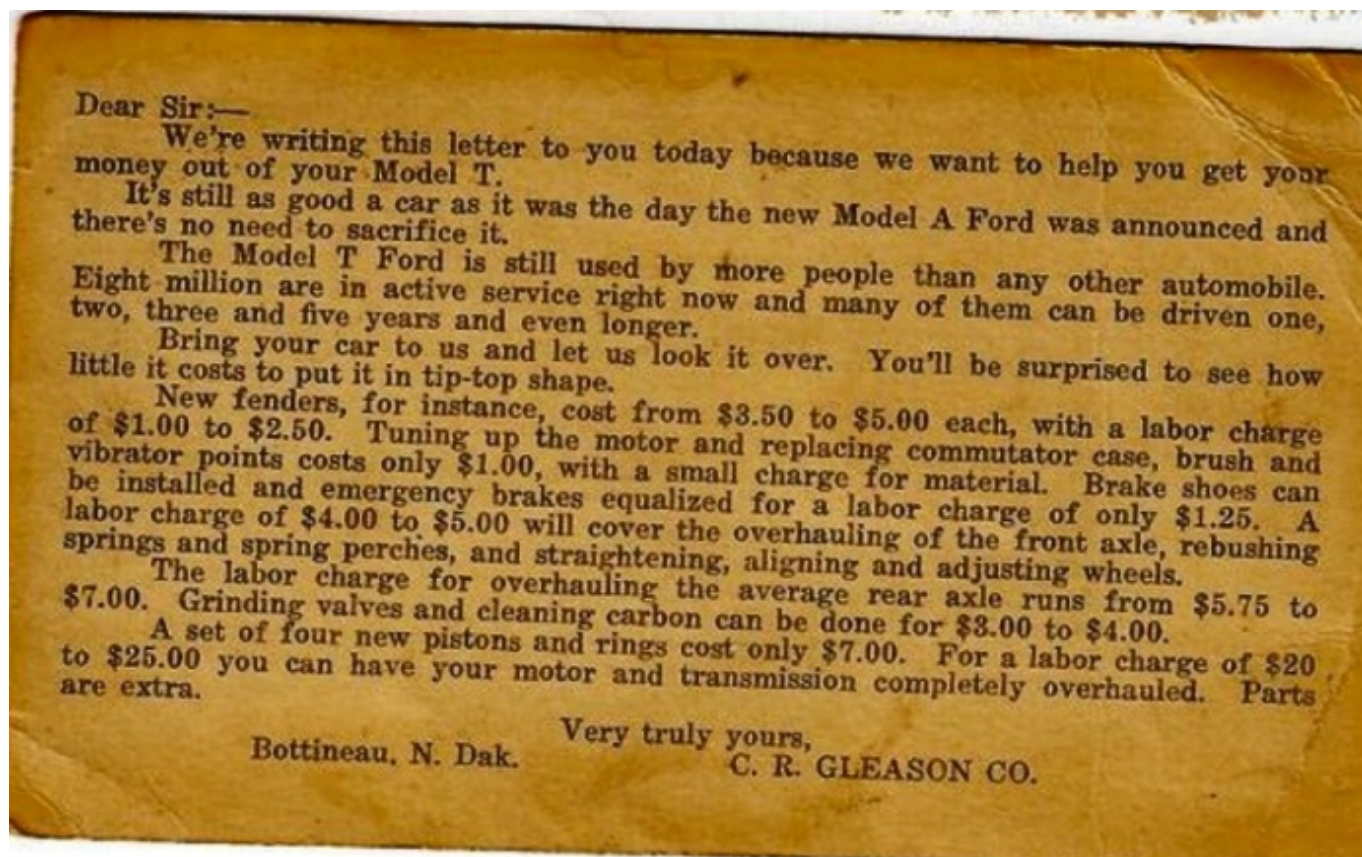 Dear Sir:—
We're writing this letter to you today because we want to help you get your
money out of your Model T.
It's still as good a car as it was the day the new Model A Ford was announced and
there's no need to sacrifice it.
The Model T Ford is still used by more people than any other automobile.
Eight million are in active service right now and many of them can be driven one,
two, three and five years and even longer.
Bring your car to us and let us look it over. You'll be surprised to see how
little it costs to put it in tip-top shape.
New fenders, for instance, cost from $3.50 to $5.00 each, with a labor charge
of $1.00 to $2.50. Tuning up the motor and replacing commutator case, brush and
vibrator points costs only $1.00, with a small charge for material. Brake shoes can
be installed and emergency brakes equalized for a labor charge of only $1.25. A
labor charge of $4.00 to $5.00 will cover the overhauling of the front axle, rebushing
springs and spring perches, and straightening, aligning and adjusting wheels.
The labor charge for overhauling the average rear axle runs from $5.75 to
$7.00. Grinding valves and cleaning carbon can be done for $3.00 to $4.00.
A set of four new pistons and rings cost only $7.00. For a labor charge of $20
to $25.00 you can have your motor and transmission completely overhauled. Parts
are extra.
Very truly yours,
Bottineau, N. Dak. C. R. GLEASON CO.